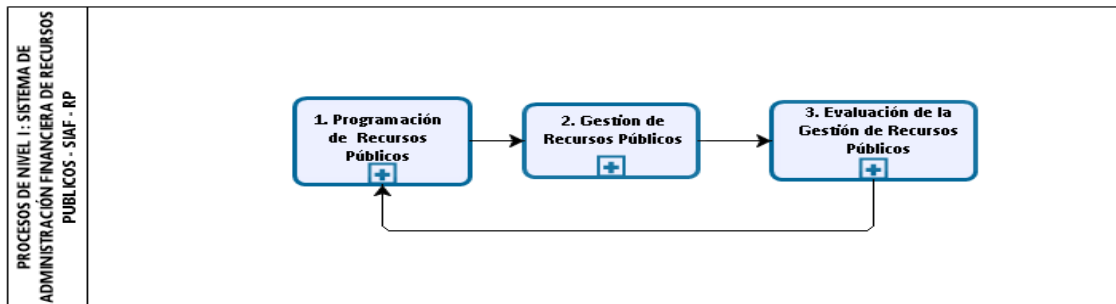 PROCESOS DE NIVEL I: SISTEMA DE
ADMINISTRACIÓN FINANCIERA DE RECURSOS
PUBLICOS - SIAF - RP
1. Programación
de Recursos
Públicos
2. Gestion de
Recursos Públicos
3. Evaluación de la
Gestión de Recursos
Públicos